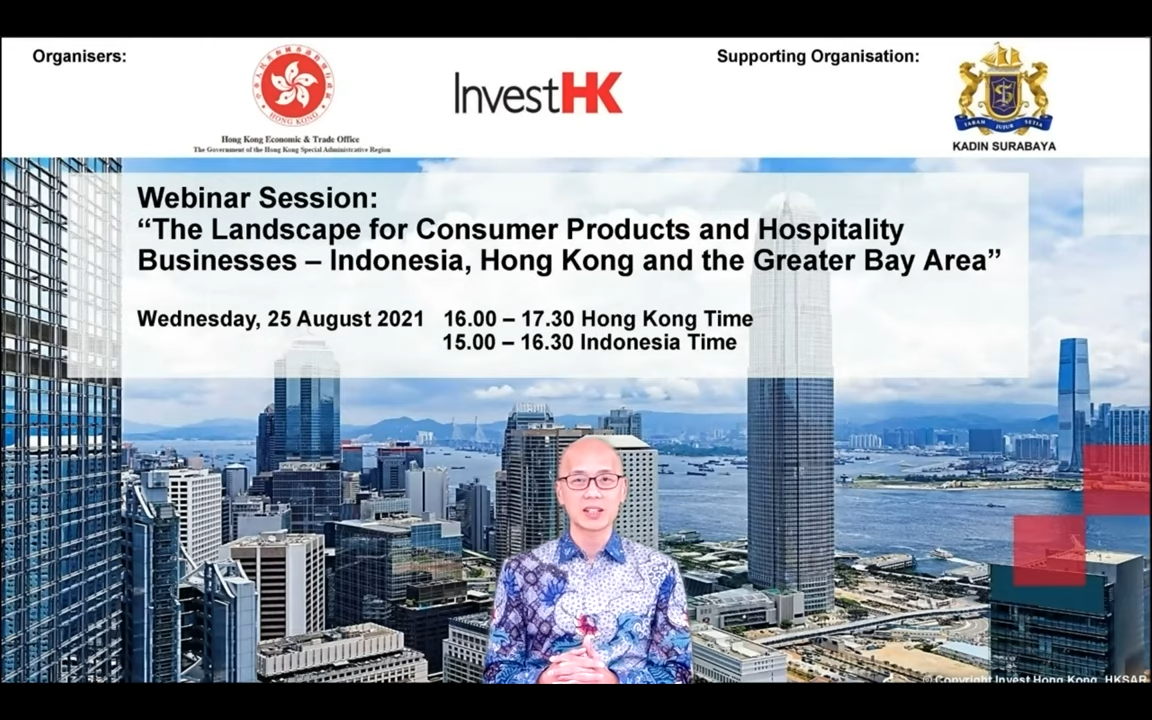 Organisers:
HONG KONG
Hong Kong Economic & Trade Office
The Government of the Hong Kong Special Administrative Region
InvestHK
Supporting Organisation:
KADIN SURABAYA
Webinar Session:
“The Landscape for Consumer Products and Hospitality
Businesses – Indonesia, Hong Kong and the Greater Bay Area”
Wednesday, 25 August 2021 16.00 – 17.30 Hong Kong Time
15.00 – 16.30 Indonesia Time
© Copyright Invest Hong Kong, HKSAR